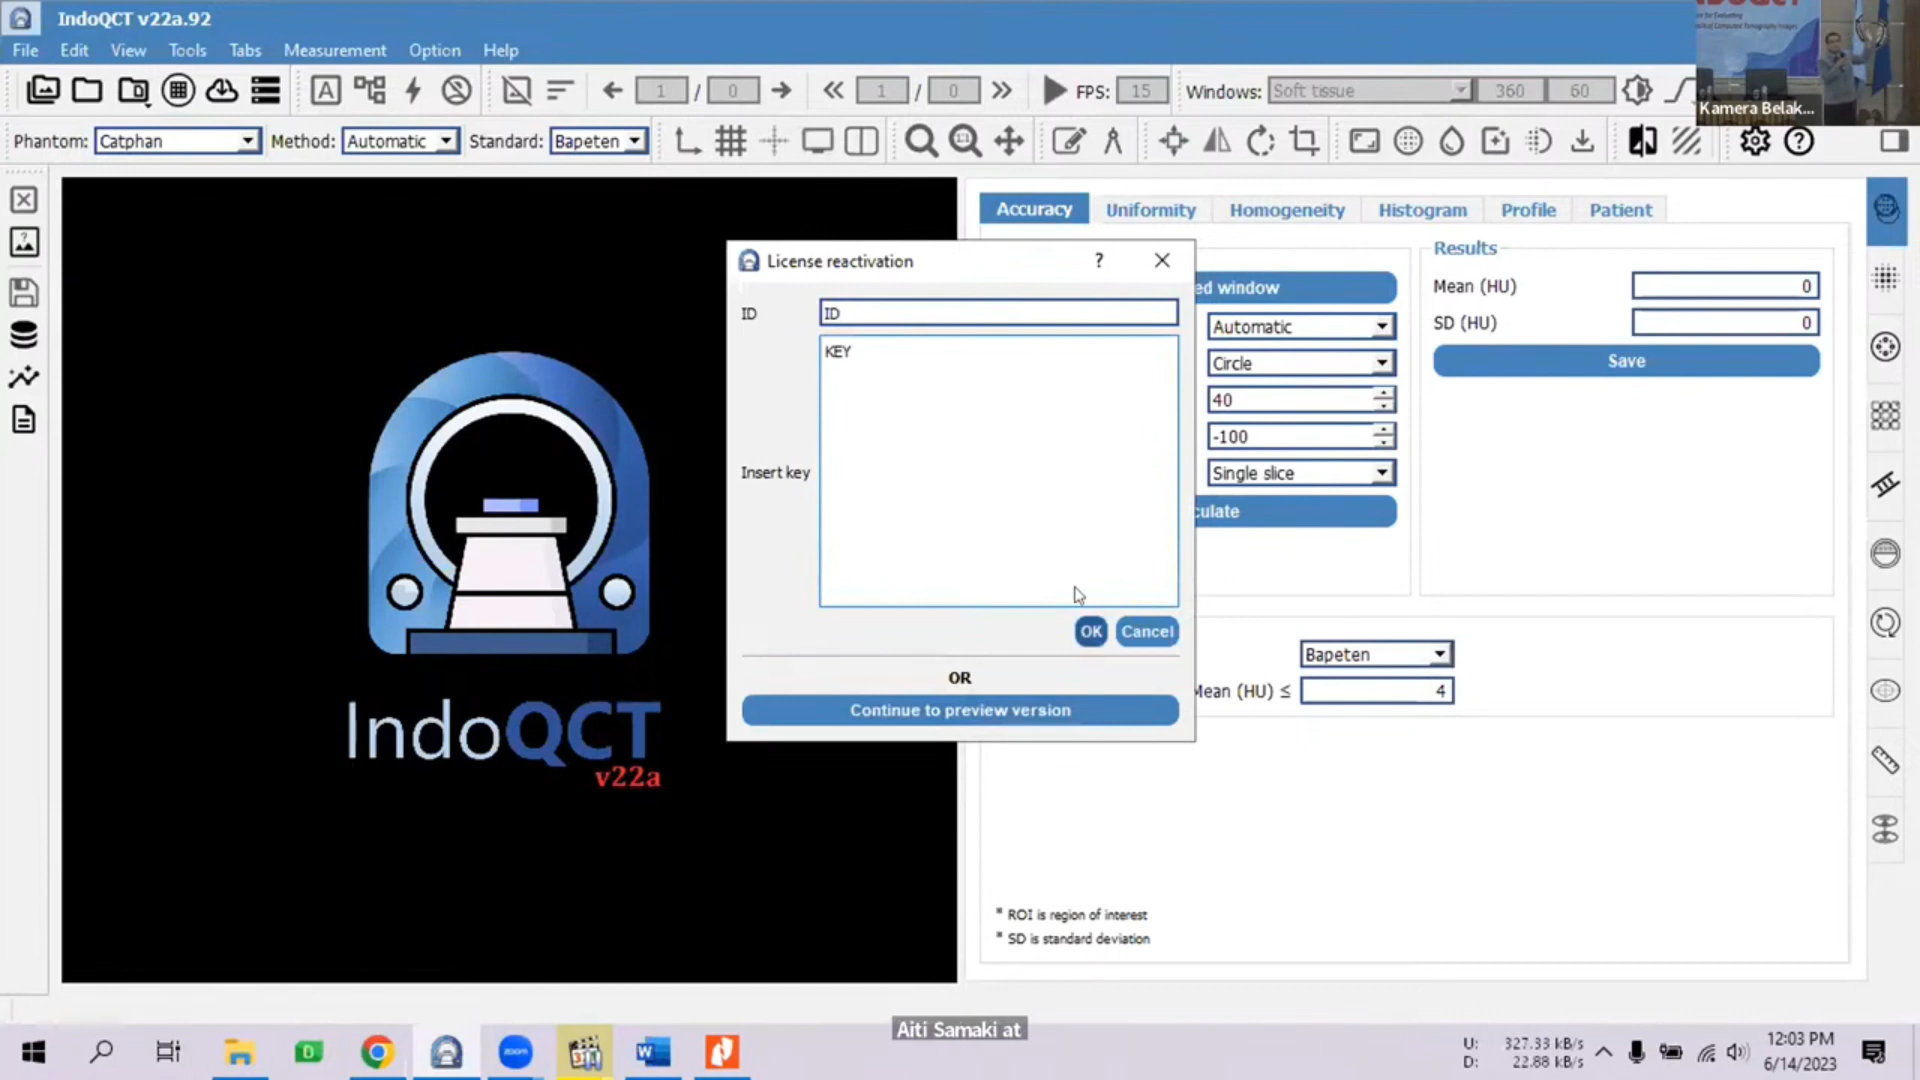 IndoQCT v22a.92
File Edit View Tools Tabs Measurement Option Help
1 / 0 1 / 0 FPS: 15 Windows: Soft tissue 360 60
Kamera Belak...
Phantom: Catphan Method: Automatic Standard: Bapeten
Accuracy Uniformity Homogeneity Histogram Profile Patient
License reactivation
ID ID
Insert key KEY
OK Cancel
OR
Continue to preview version
ed window
Automatic
Circle
40
-100
Single slice
culate
Results
Mean (HU) 0
SD (HU) 0
Save
Bapeten
Mean (HU) ≤ 4
IndoQCT
v22a
* ROI is region of interest
* SD is standard deviation
Aiti Samaki at
zoom
U: 327.33 kB/s
D: 22.88 kB/s
12:03 PM
6/14/2023